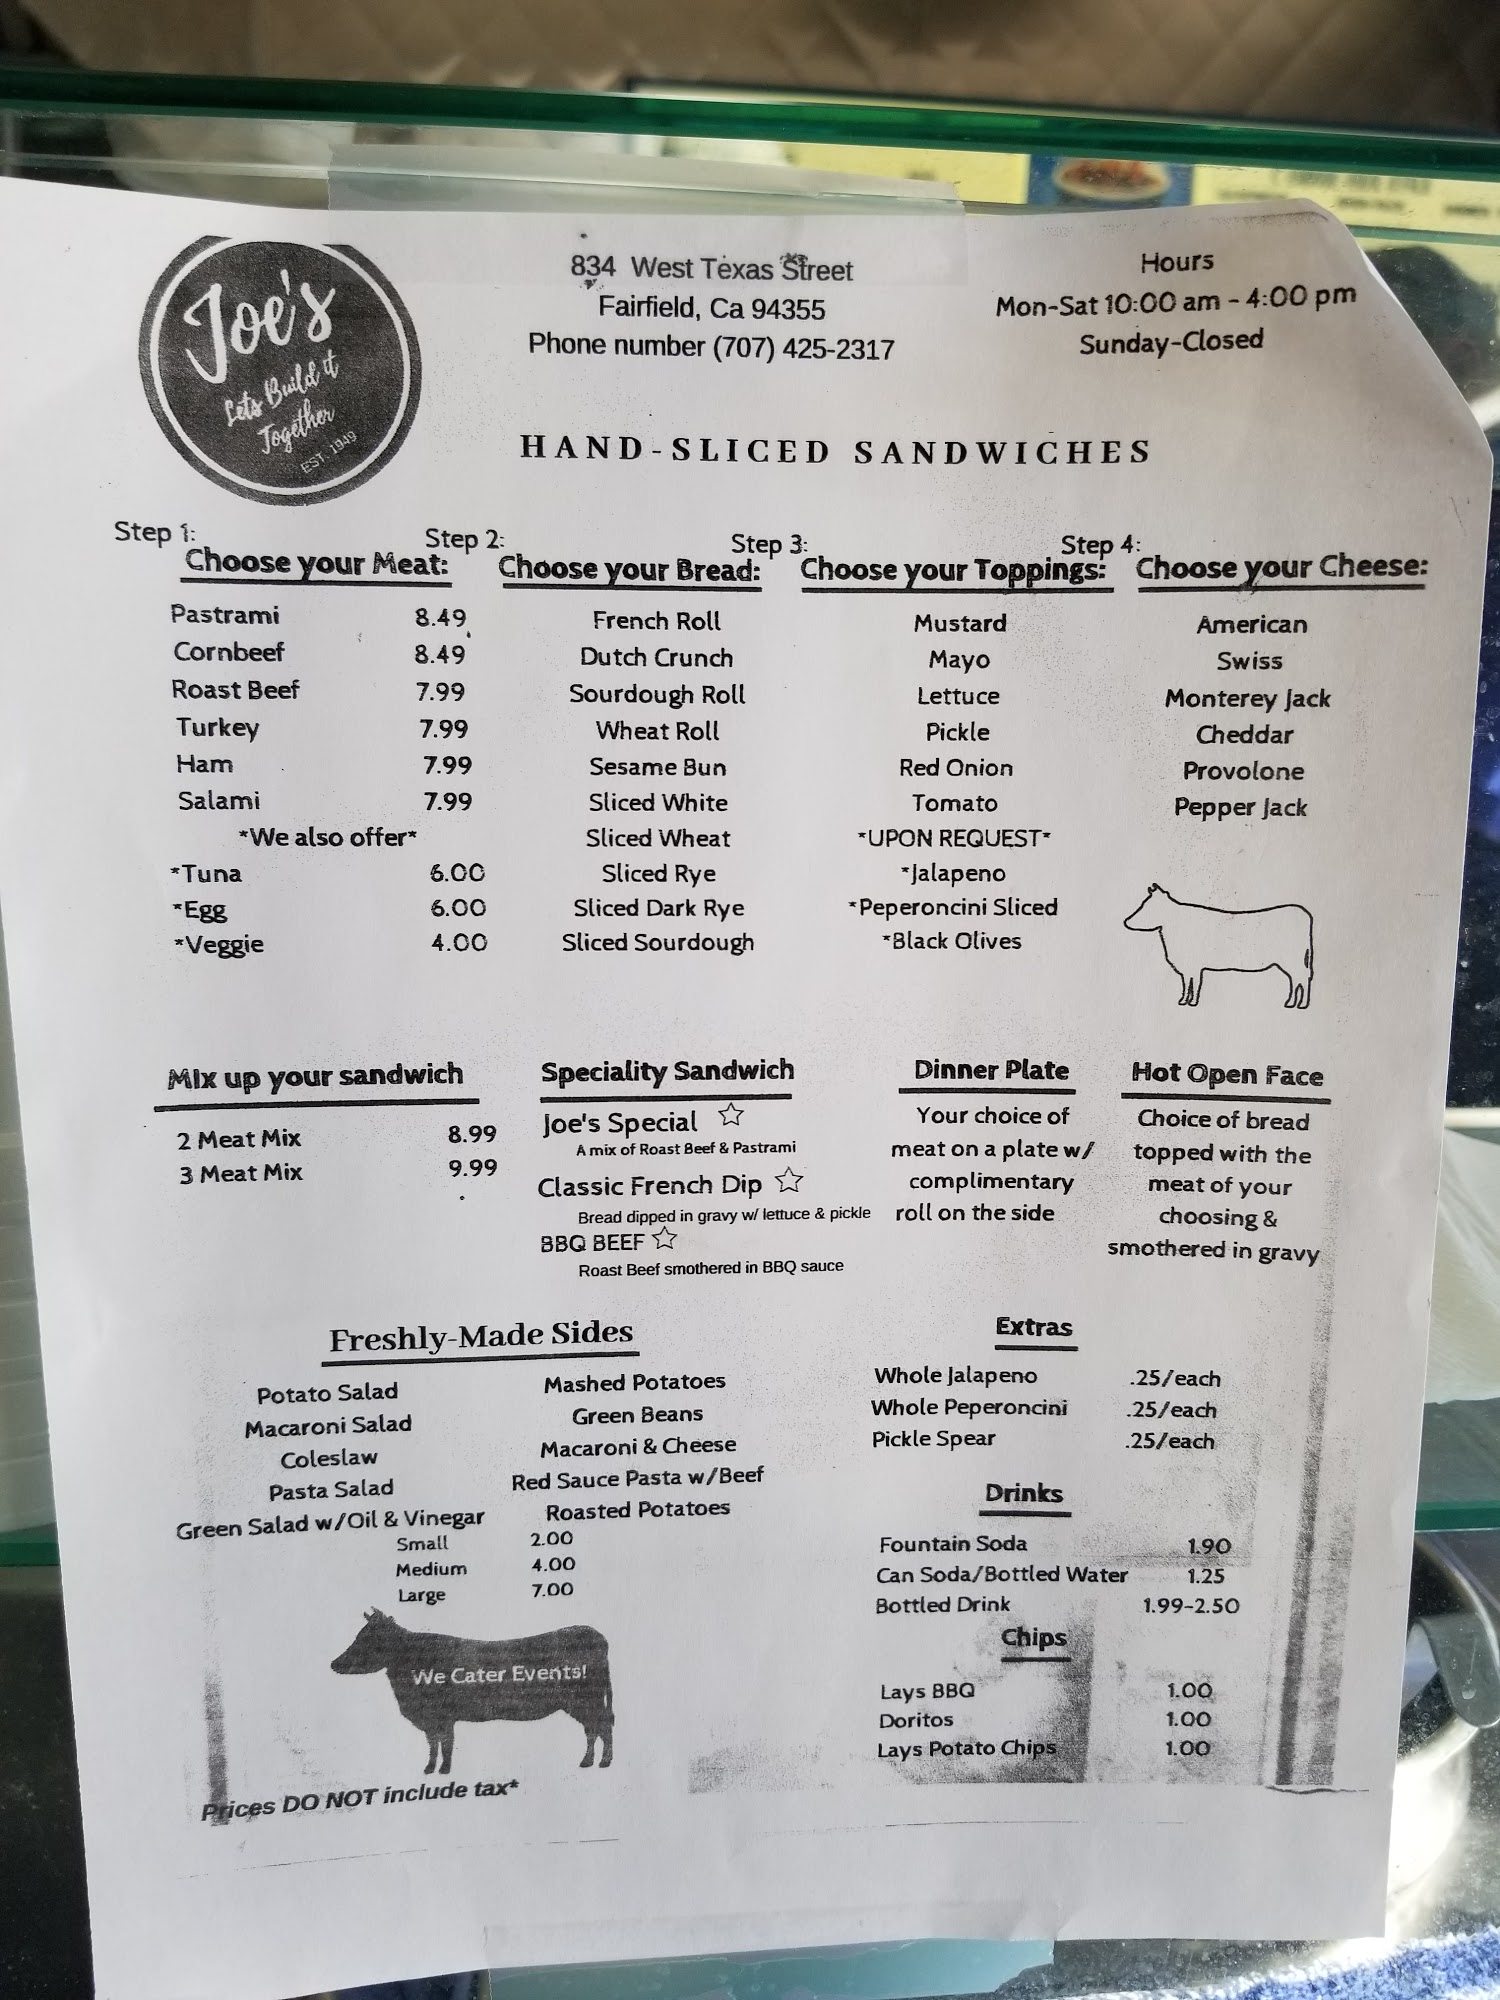 Joe's
Lets Build it
Together
EST. 1949
834 West Texas Street
Fairfield, Ca 94355
Phone number (707) 425-2317
Hours
Mon-Sat 10:00 am - 4:00 pm
Sunday-Closed
HAND-SLICED SANDWICHES
Step 1:
Choose your Meat:
Pastrami 8.49
Cornbeef 8.49
Roast Beef 7.99
Turkey 7.99
Ham 7.99
Salami 7.99
*We also offer*
*Tuna 6.00
*Egg 6.00
*Veggie 4.00
Step 2:
Choose your Bread:
French Roll
Dutch Crunch
Sourdough Roll
Wheat Roll
Sesame Bun
Sliced White
Sliced Wheat
Sliced Rye
Sliced Dark Rye
Sliced Sourdough
Step 3:
Choose your Toppings:
Mustard
Mayo
Lettuce
Pickle
Red Onion
Tomato
*UPON REQUEST*
*Jalapeno
*Peperoncini Sliced
*Black Olives
Step 4:
Choose your Cheese:
American
Swiss
Monterey Jack
Cheddar
Provolone
Pepper Jack
MIx up your sandwich
2 Meat Mix 8.99
3 Meat Mix 9.99
Speciality Sandwich
Joe's Special
A mix of Roast Beef & Pastrami
Classic French Dip
Bread dipped in gravy w/ lettuce & pickle
BBQ BEEF
Roast Beef smothered in BBQ sauce
Dinner Plate
Your choice of
meat on a plate w/
complimentary
roll on the side
Hot Open Face
Choice of bread
topped with the
meat of your
choosing &
smothered in gravy
Freshly-Made Sides
Potato Salad
Macaroni Salad
Coleslaw
Pasta Salad
Green Salad w/Oil & Vinegar
Mashed Potatoes
Green Beans
Macaroni & Cheese
Red Sauce Pasta w/Beef
Roasted Potatoes
Small 2.00
Medium 4.00
Large 7.00
We Cater Events!
Prices DO NOT include tax*
Extras
Whole Jalapeno .25/each
Whole Peperoncini .25/each
Pickle Spear .25/each
Drinks
Fountain Soda 1.90
Can Soda/Bottled Water 1.25
Bottled Drink 1.99-2.50
Chips
Lays BBQ 1.00
Doritos 1.00
Lays Potato Chips 1.00